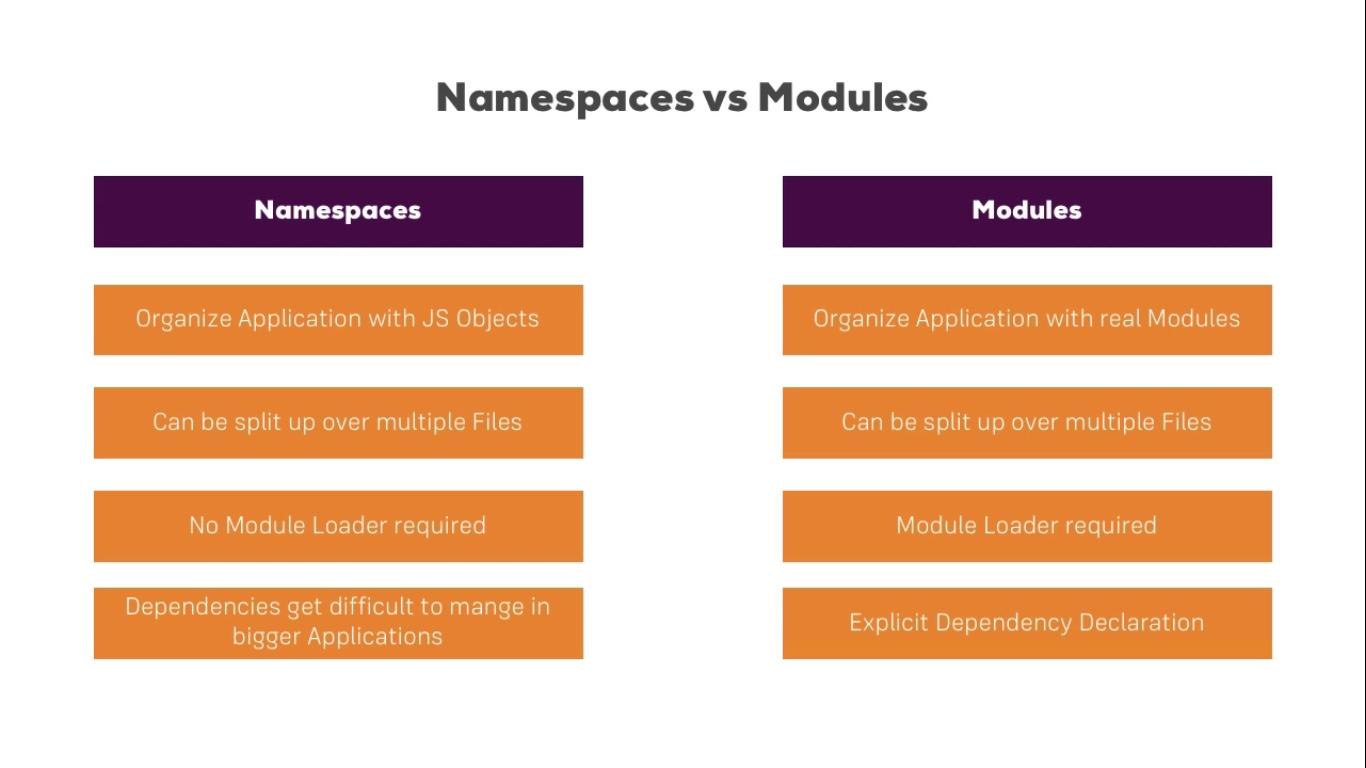 Namespaces vs Modules
Namespaces
Organize Application with JS Objects
Can be split up over multiple Files
No Module Loader required
Dependencies get difficult to mange in
bigger Applications
Modules
Organize Application with real Modules
Can be split up over multiple Files
Module Loader required
Explicit Dependency Declaration